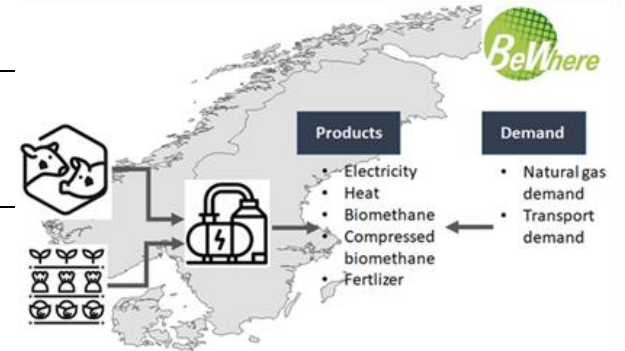 BeWhere
Products
Demand
• Electricity
• Heat
• Biomethane
• Compressed
biomethane
• Fertlizer
• Natural gas
demand
• Transport
demand